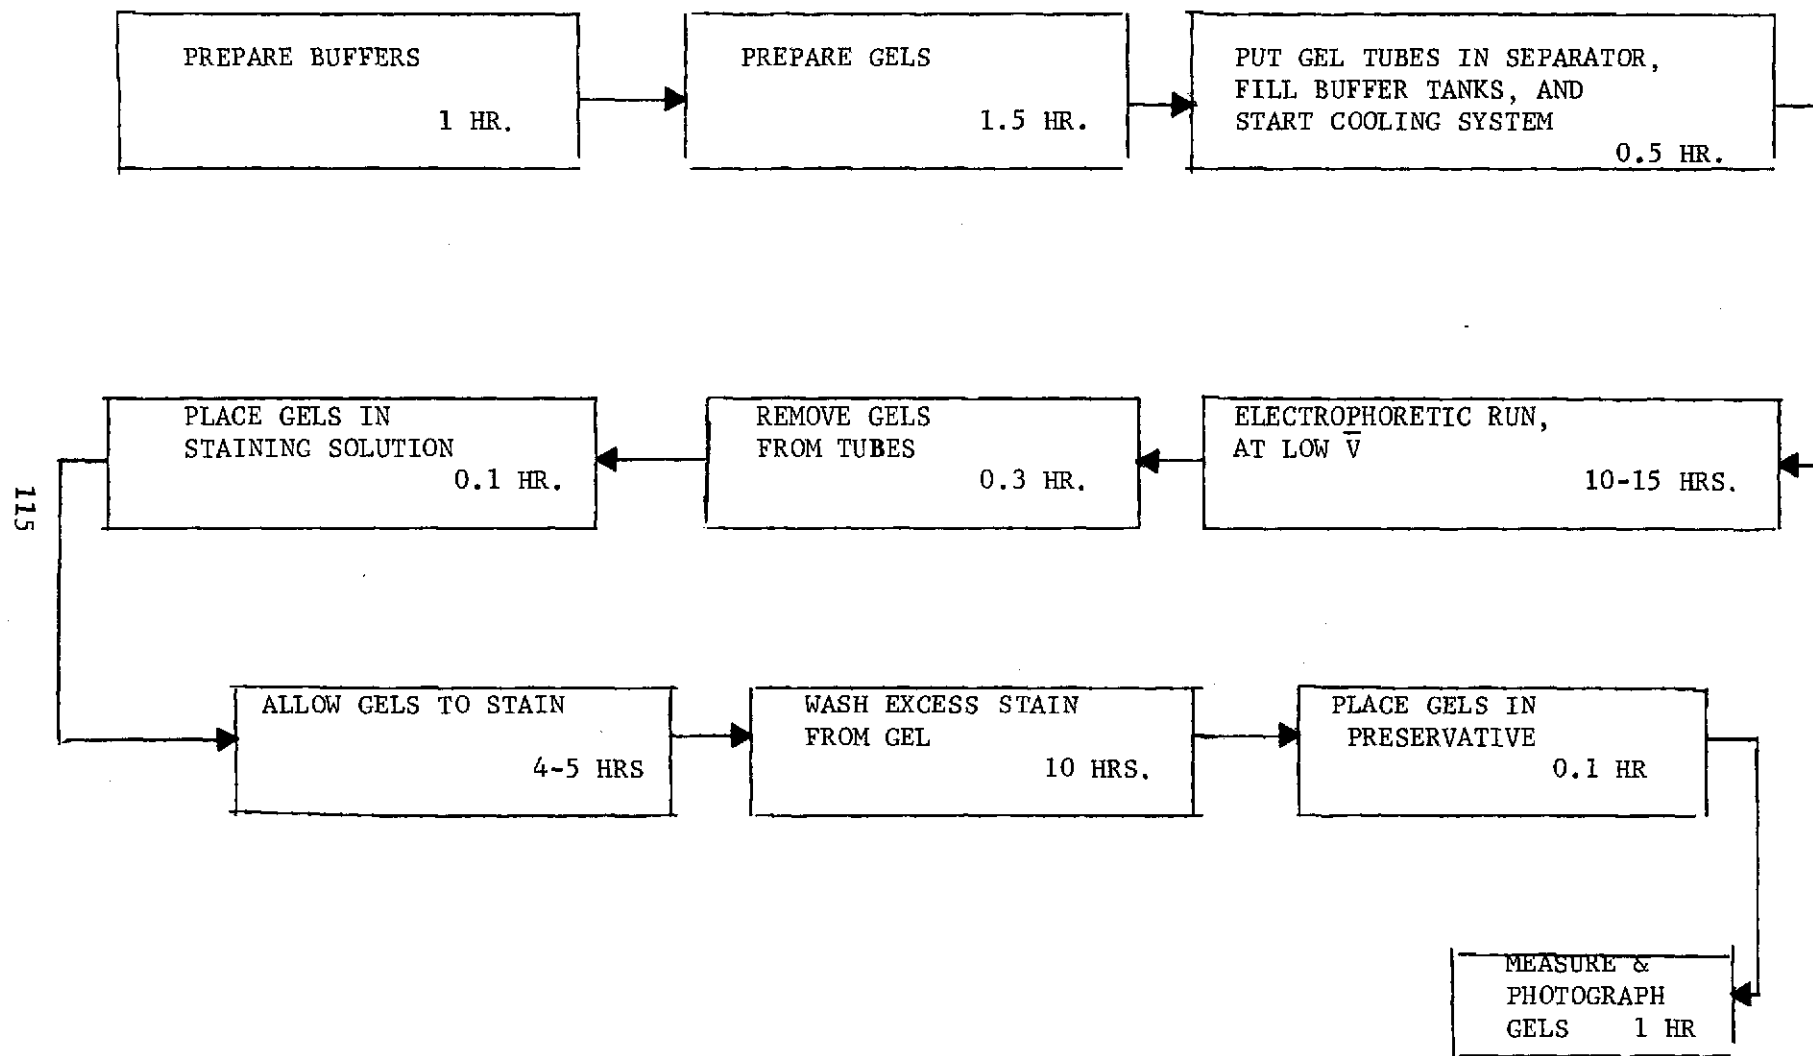 PREPARE BUFFERS
1 HR.
PREPARE GELS
1.5 HR.
PUT GEL TUBES IN SEPARATOR,
FILL BUFFER TANKS, AND
START COOLING SYSTEM
0.5 HR.
ELECTROPHORETIC RUN,
AT LOW V̅
10-15 HRS.
REMOVE GELS
FROM TUBES
0.3 HR.
PLACE GELS IN
STAINING SOLUTION
0.1 HR.
ALLOW GELS TO STAIN
4-5 HRS
WASH EXCESS STAIN
FROM GEL
10 HRS.
PLACE GELS IN
PRESERVATIVE
0.1 HR
MEASURE &
PHOTOGRAPH
GELS 1 HR
115